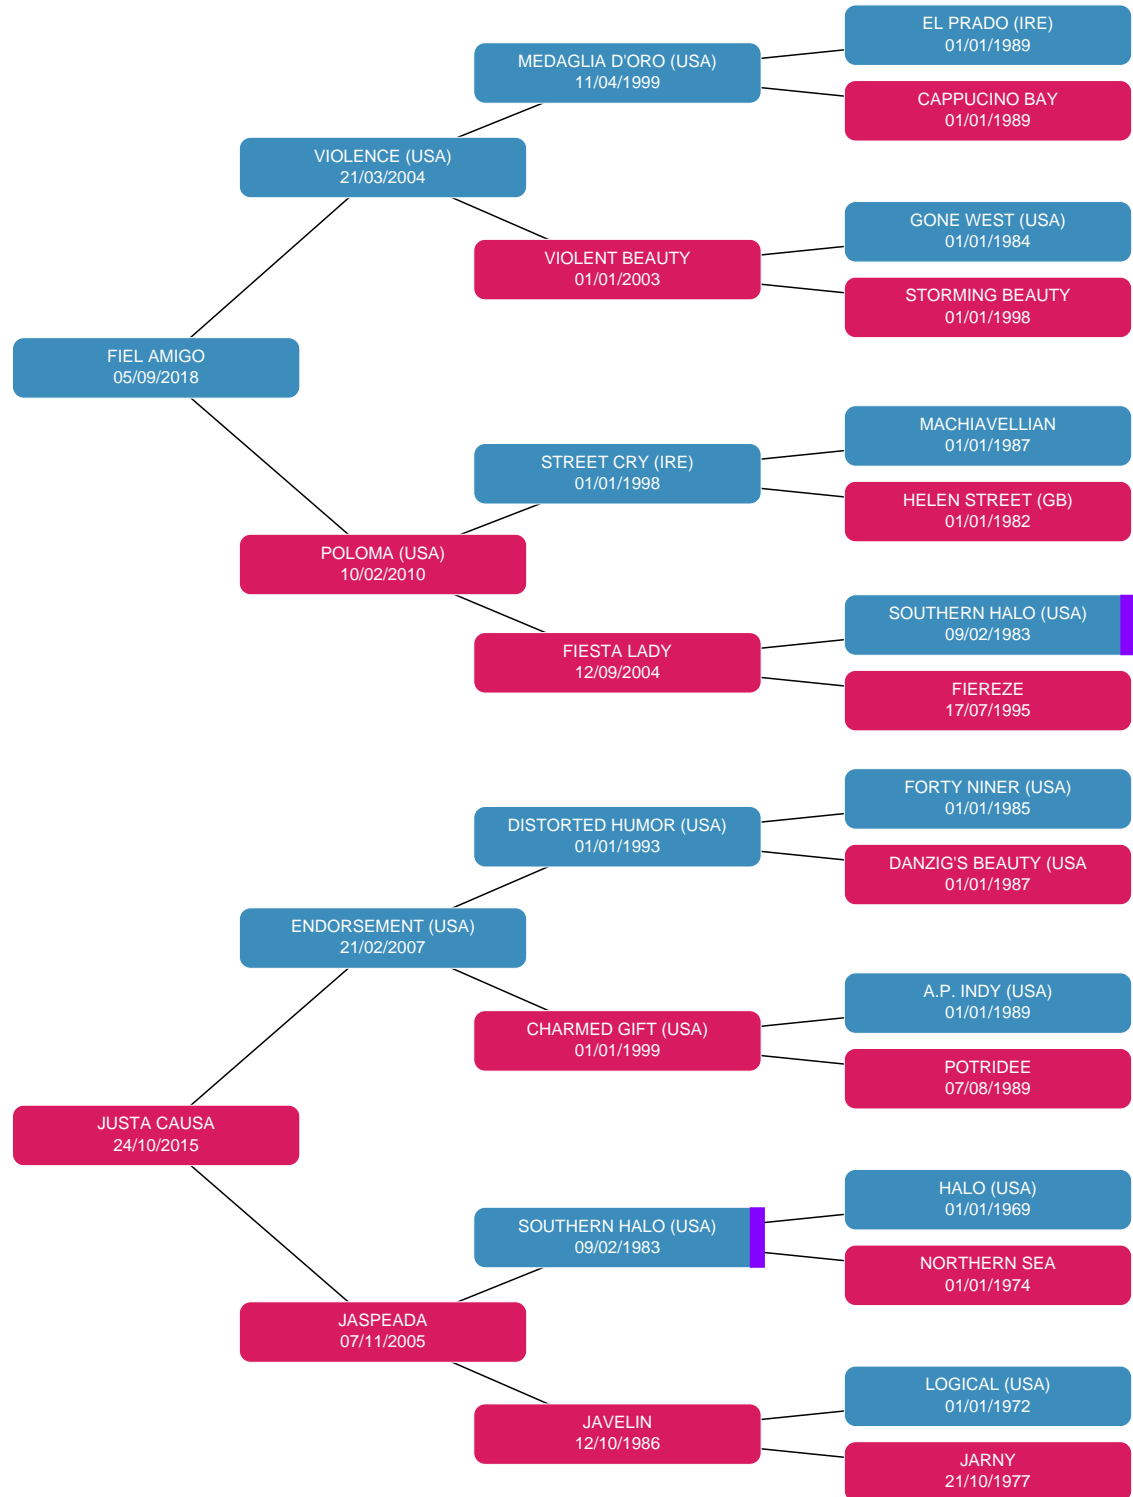 EL PRADO (IRE)
01/01/1989
MEDAGLIA D'ORO (USA)
11/04/1999
CAPPUCINO BAY
01/01/1989
VIOLENCE (USA)
21/03/2004
GONE WEST (USA)
01/01/1984
VIOLENT BEAUTY
01/01/2003
STORMING BEAUTY
01/01/1998
FIEL AMIGO
05/09/2018
MACHIAVELLIAN
01/01/1987
STREET CRY (IRE)
01/01/1998
HELEN STREET (GB)
01/01/1982
POLOMA (USA)
10/02/2010
SOUTHERN HALO (USA)
09/02/1983
FIESTA LADY
12/09/2004
FIEREZE
17/07/1995
FORTY NINER (USA)
01/01/1985
DISTORTED HUMOR (USA)
01/01/1993
DANZIG'S BEAUTY (USA
01/01/1987
ENDORSEMENT (USA)
21/02/2007
A.P. INDY (USA)
01/01/1989
CHARMED GIFT (USA)
01/01/1999
POTRIDEE
07/08/1989
JUSTA CAUSA
24/10/2015
HALO (USA)
01/01/1969
SOUTHERN HALO (USA)
09/02/1983
NORTHERN SEA
01/01/1974
JASPEADA
07/11/2005
LOGICAL (USA)
01/01/1972
JAVELIN
12/10/1986
JARNY
21/10/1977